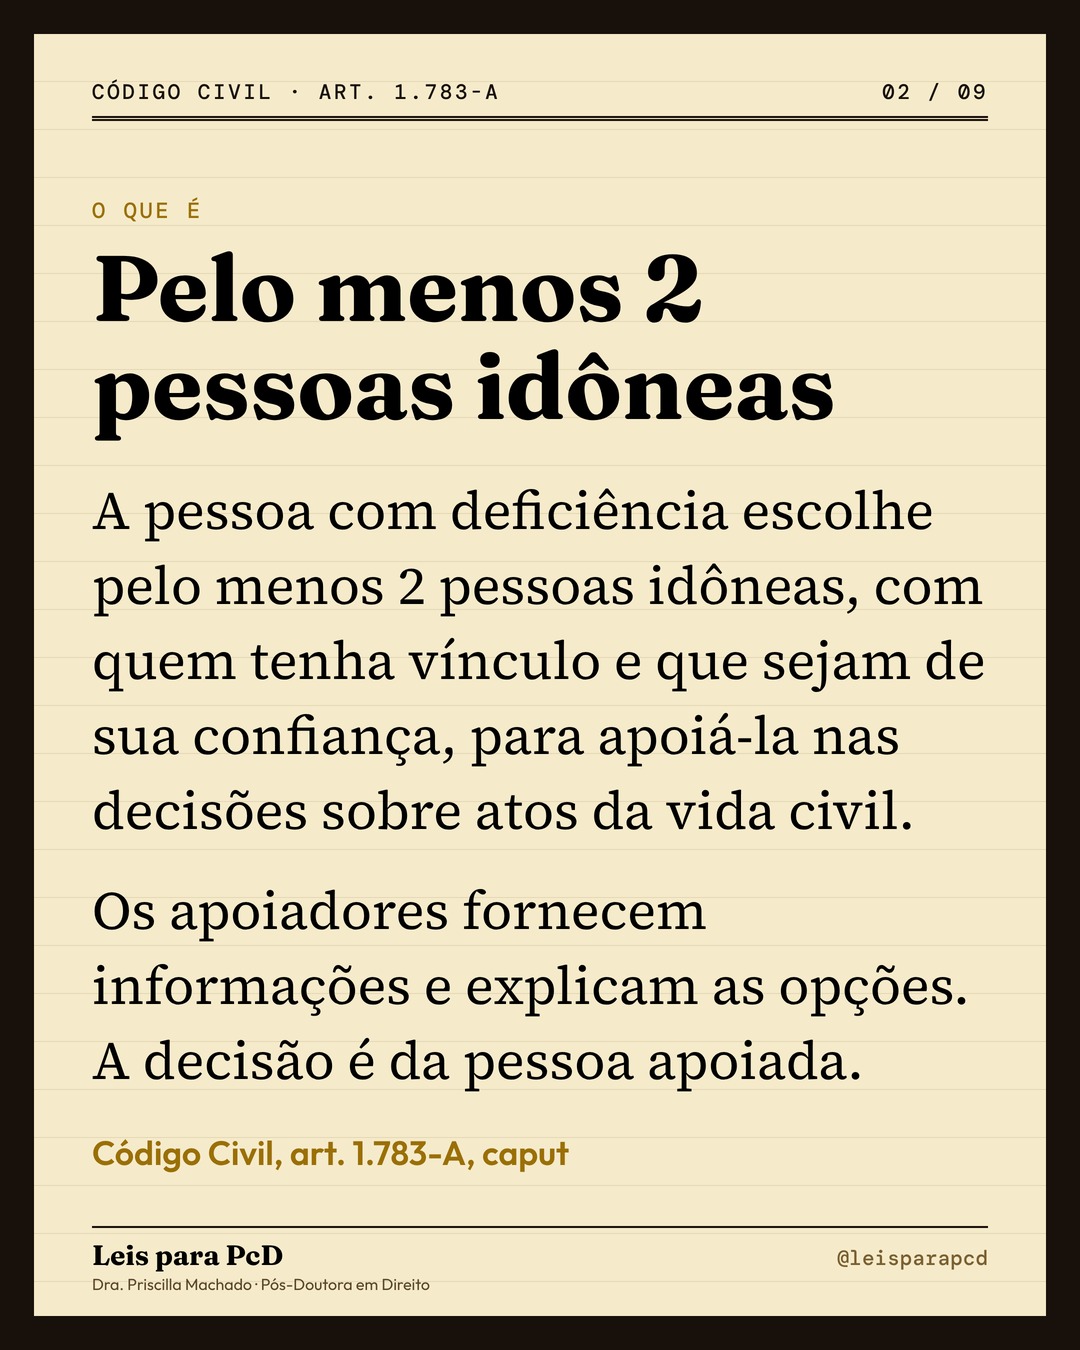 CÓDIGO CIVIL · ART. 1.783-A
02 / 09
O QUE É
Pelo menos 2
pessoas idôneas
A pessoa com deficiência escolhe
pelo menos 2 pessoas idôneas, com
quem tenha vínculo e que sejam de
sua confiança, para apoiá-la nas
decisões sobre atos da vida civil.
Os apoiadores fornecem
informações e explicam as opções.
A decisão é da pessoa apoiada.
Código Civil, art. 1.783-A, caput
Leis para PcD
@leisparapcd
Dra. Priscilla Machado · Pós-Doutora em Direito